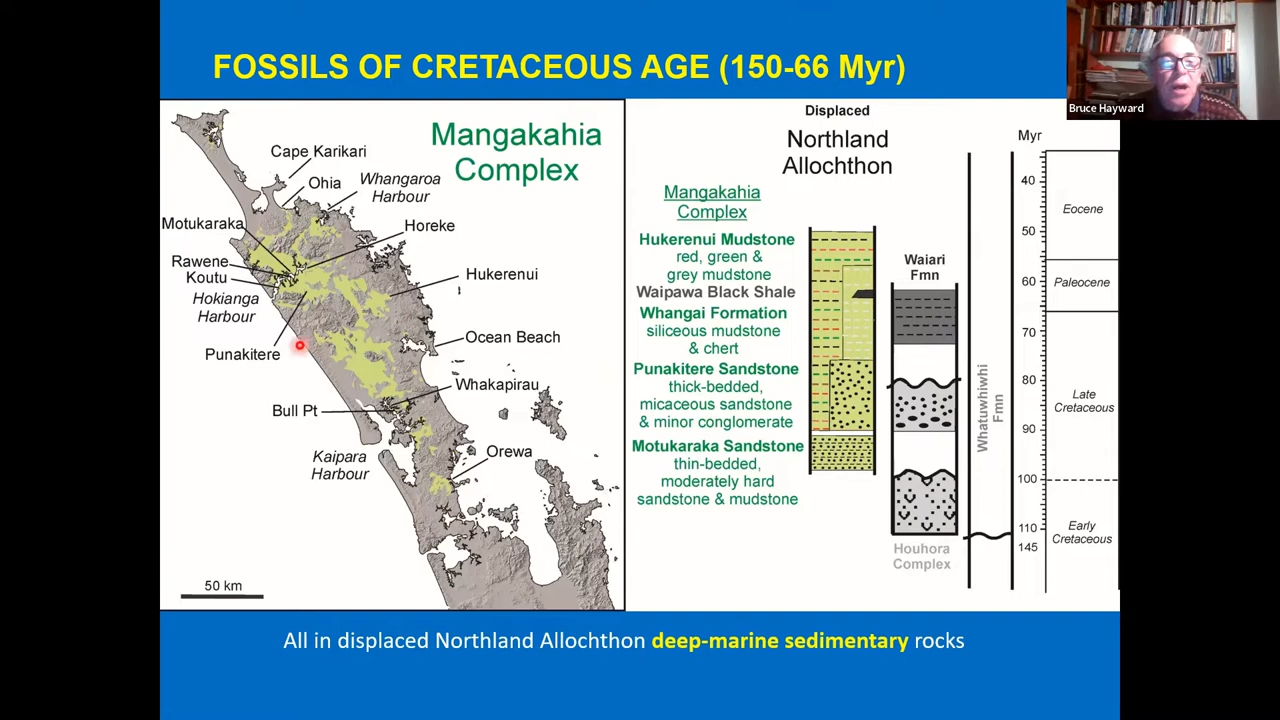 FOSSILS OF CRETACEOUS AGE (150-66 Myr)
Bruce Hayward
Mangakahia
Complex
Cape Karikari
Ohia
Whangaroa
Harbour
Motukaraka
Horeke
Rawene
Koutu
Hokianga
Harbour
Hukerenui
Punakitere
Ocean Beach
Whakapirau
Bull Pt
Kaipara
Harbour
Orewa
50 km
Displaced
Northland
Allochthon
Mangakahia
Complex
Hukerenui Mudstone
red, green &
grey mudstone
Waipawa Black Shale
Whangai Formation
siliceous mudstone
& chert
Punakitere Sandstone
thick-bedded,
micaceous sandstone
& minor conglomerate
Motukaraka Sandstone
thin-bedded,
moderately hard
sandstone & mudstone
Waiari
Fmn
Houhora
Complex
Whatuwhiwhi
Fmn
Myr
40
50
60
70
80
90
100
110
145
Eocene
Paleocene
Late
Cretaceous
Early
Cretaceous
All in displaced Northland Allochthon deep-marine sedimentary rocks